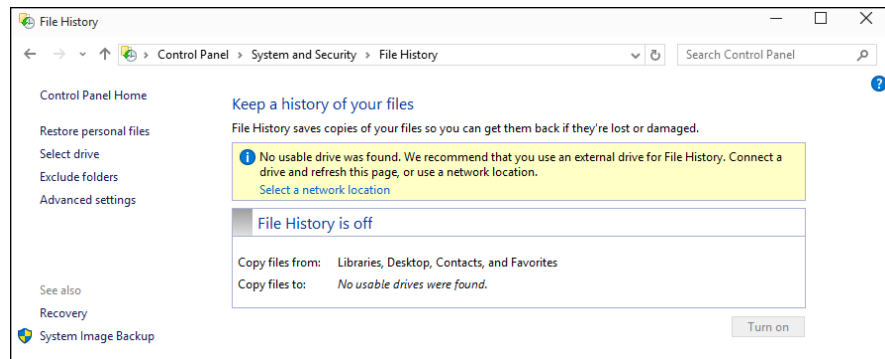 File History
Control Panel › System and Security › File History
Search Control Panel
Control Panel Home
Restore personal files
Select drive
Exclude folders
Advanced settings
See also
Recovery
System Image Backup
Keep a history of your files
File History saves copies of your files so you can get them back if they're lost or damaged.
No usable drive was found. We recommend that you use an external drive for File History. Connect a
drive and refresh this page, or use a network location.
Select a network location
File History is off
Copy files from: Libraries, Desktop, Contacts, and Favorites
Copy files to: No usable drives were found.
Turn on